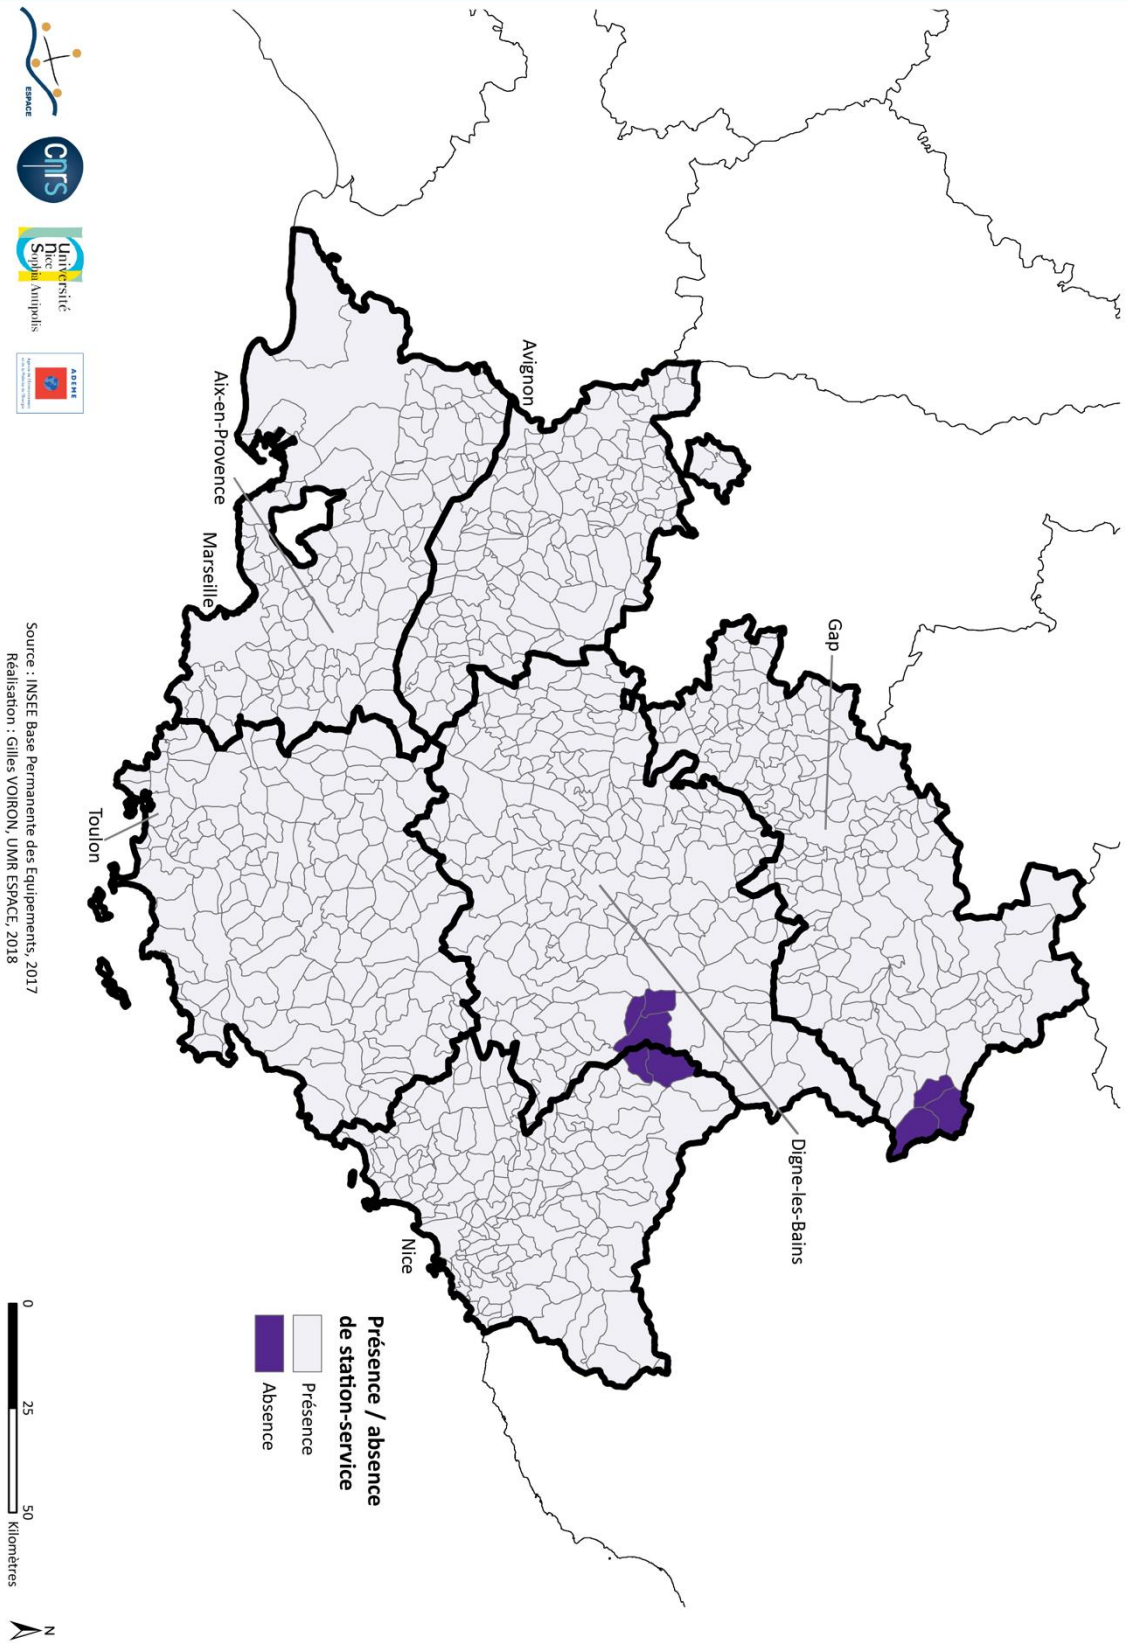 Gap
Avignon
Digne-les-Bains
Aix-en-Provence
Marseille
Nice
Toulon
Présence / absence
de station-service
Présence
Absence
Source : INSEE Base Permanente des Equipements, 2017
Réalisation : Gilles VOIRON, UMR ESPACE, 2018
0 25 50 Kilomètres
N
ESPACE
cnrs
Université
nice
Sophia Antipolis
ADEME